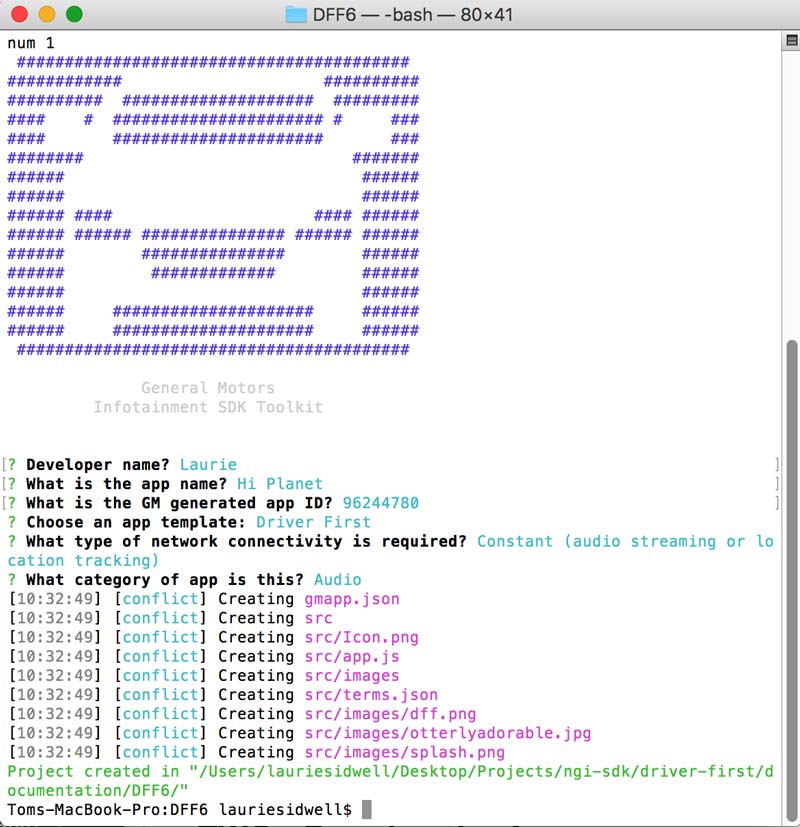 DFF6 — -bash — 80×41
num 1
 #########################################
############                     ##########
##########  ####################  #########
####    #  ###################### #     ###
####       ######################       ###
########                            #######
######                               ######
######                               ######
###### ####                     #### ######
###### ###### ############### ###### ######
######        ###############        ######
######         #############         ######
######                               ######
######     #####################     ######
######     #####################     ######
 #########################################
General Motors
Infotainment SDK Toolkit
[? Developer name? Laurie ]
[? What is the app name? Hi Planet ]
[? What is the GM generated app ID? 96244780 ]
? Choose an app template: Driver First
? What type of network connectivity is required? Constant (audio streaming or lo
cation tracking)
? What category of app is this? Audio
[10:32:49] [conflict] Creating gmapp.json
[10:32:49] [conflict] Creating src
[10:32:49] [conflict] Creating src/Icon.png
[10:32:49] [conflict] Creating src/app.js
[10:32:49] [conflict] Creating src/images
[10:32:49] [conflict] Creating src/terms.json
[10:32:49] [conflict] Creating src/images/dff.png
[10:32:49] [conflict] Creating src/images/otterlyadorable.jpg
[10:32:49] [conflict] Creating src/images/splash.png
Project created in "/Users/lauriesidwell/Desktop/Projects/ngi-sdk/driver-first/d
ocumentation/DFF6/"
Toms-MacBook-Pro:DFF6 lauriesidwell$